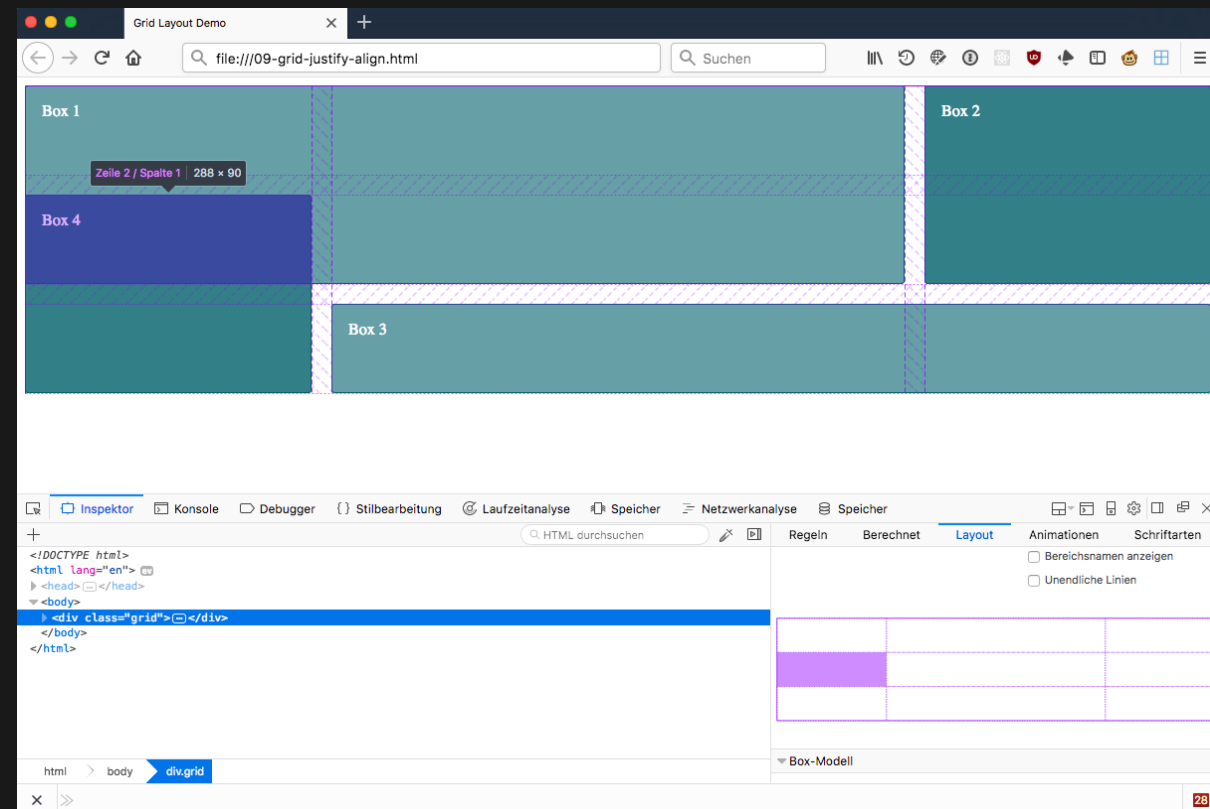 Grid Layout Demo
file:///09-grid-justify-align.html
Suchen
Box 1
Box 2
Zeile 2 / Spalte 1 288 × 90
Box 4
Box 3
Inspektor Konsole Debugger { } Stilbearbeitung Laufzeitanalyse Speicher Netzwerkanalyse Speicher
HTML durchsuchen
Regeln Berechnet Layout Animationen Schriftarten
<!DOCTYPE html>
<html lang="en"> ev
<head> … </head>
<body>
<div class="grid"> … </div>
</body>
</html>
Bereichsnamen anzeigen
Unendliche Linien
Box-Modell
html body div.grid
28